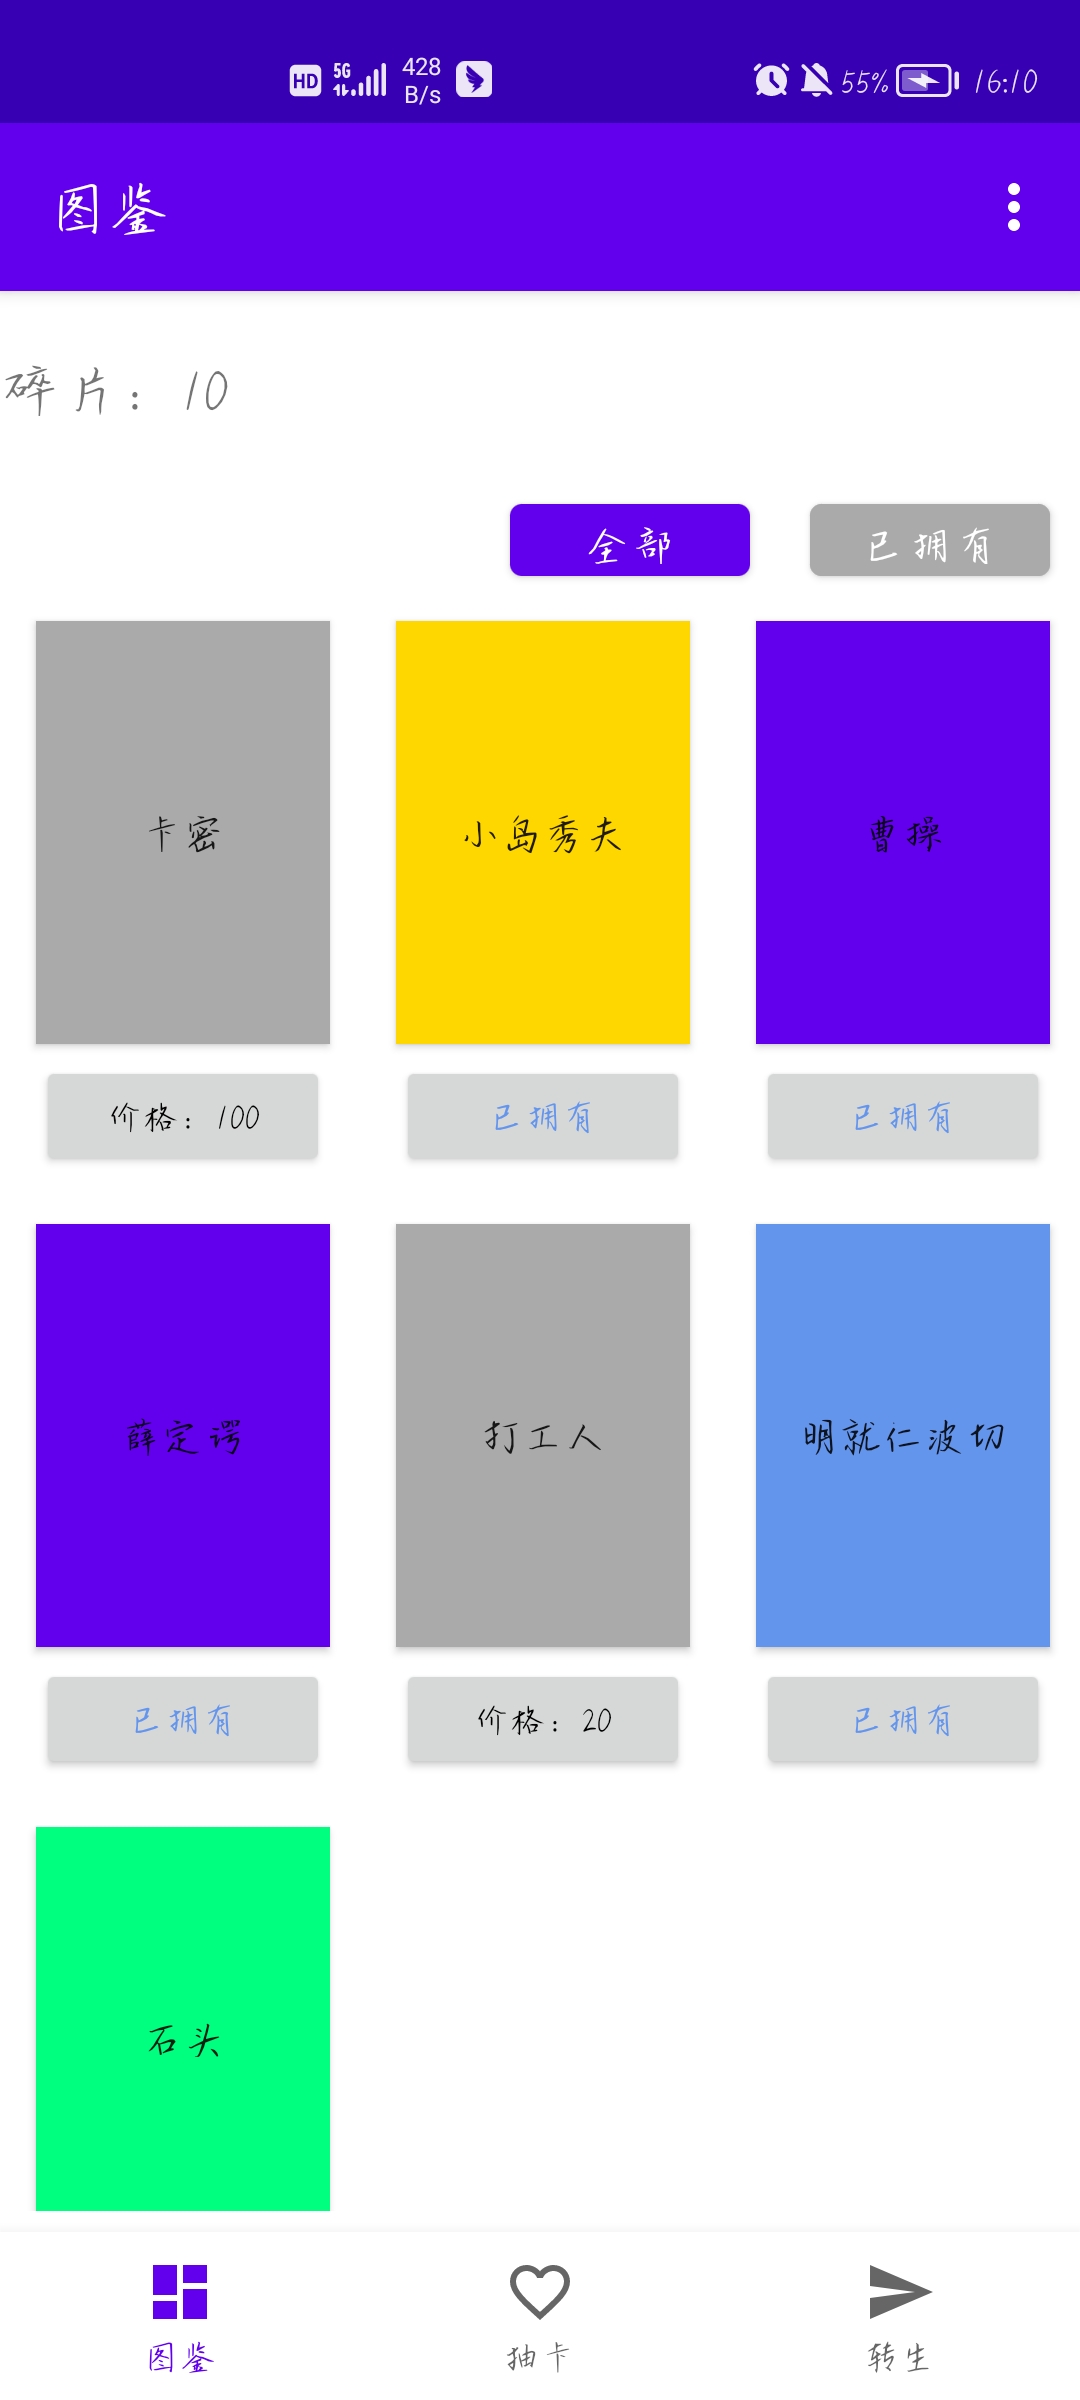 HD 5G 428 B/s 55% 16:10
图鉴
碎片：10
全部 已拥有
卡密 小岛秀夫 曹操
价格：100 已拥有 已拥有
薛定谔 打工人 明就仁波切
已拥有 价格：20 已拥有
石头
图鉴 抽卡 转生